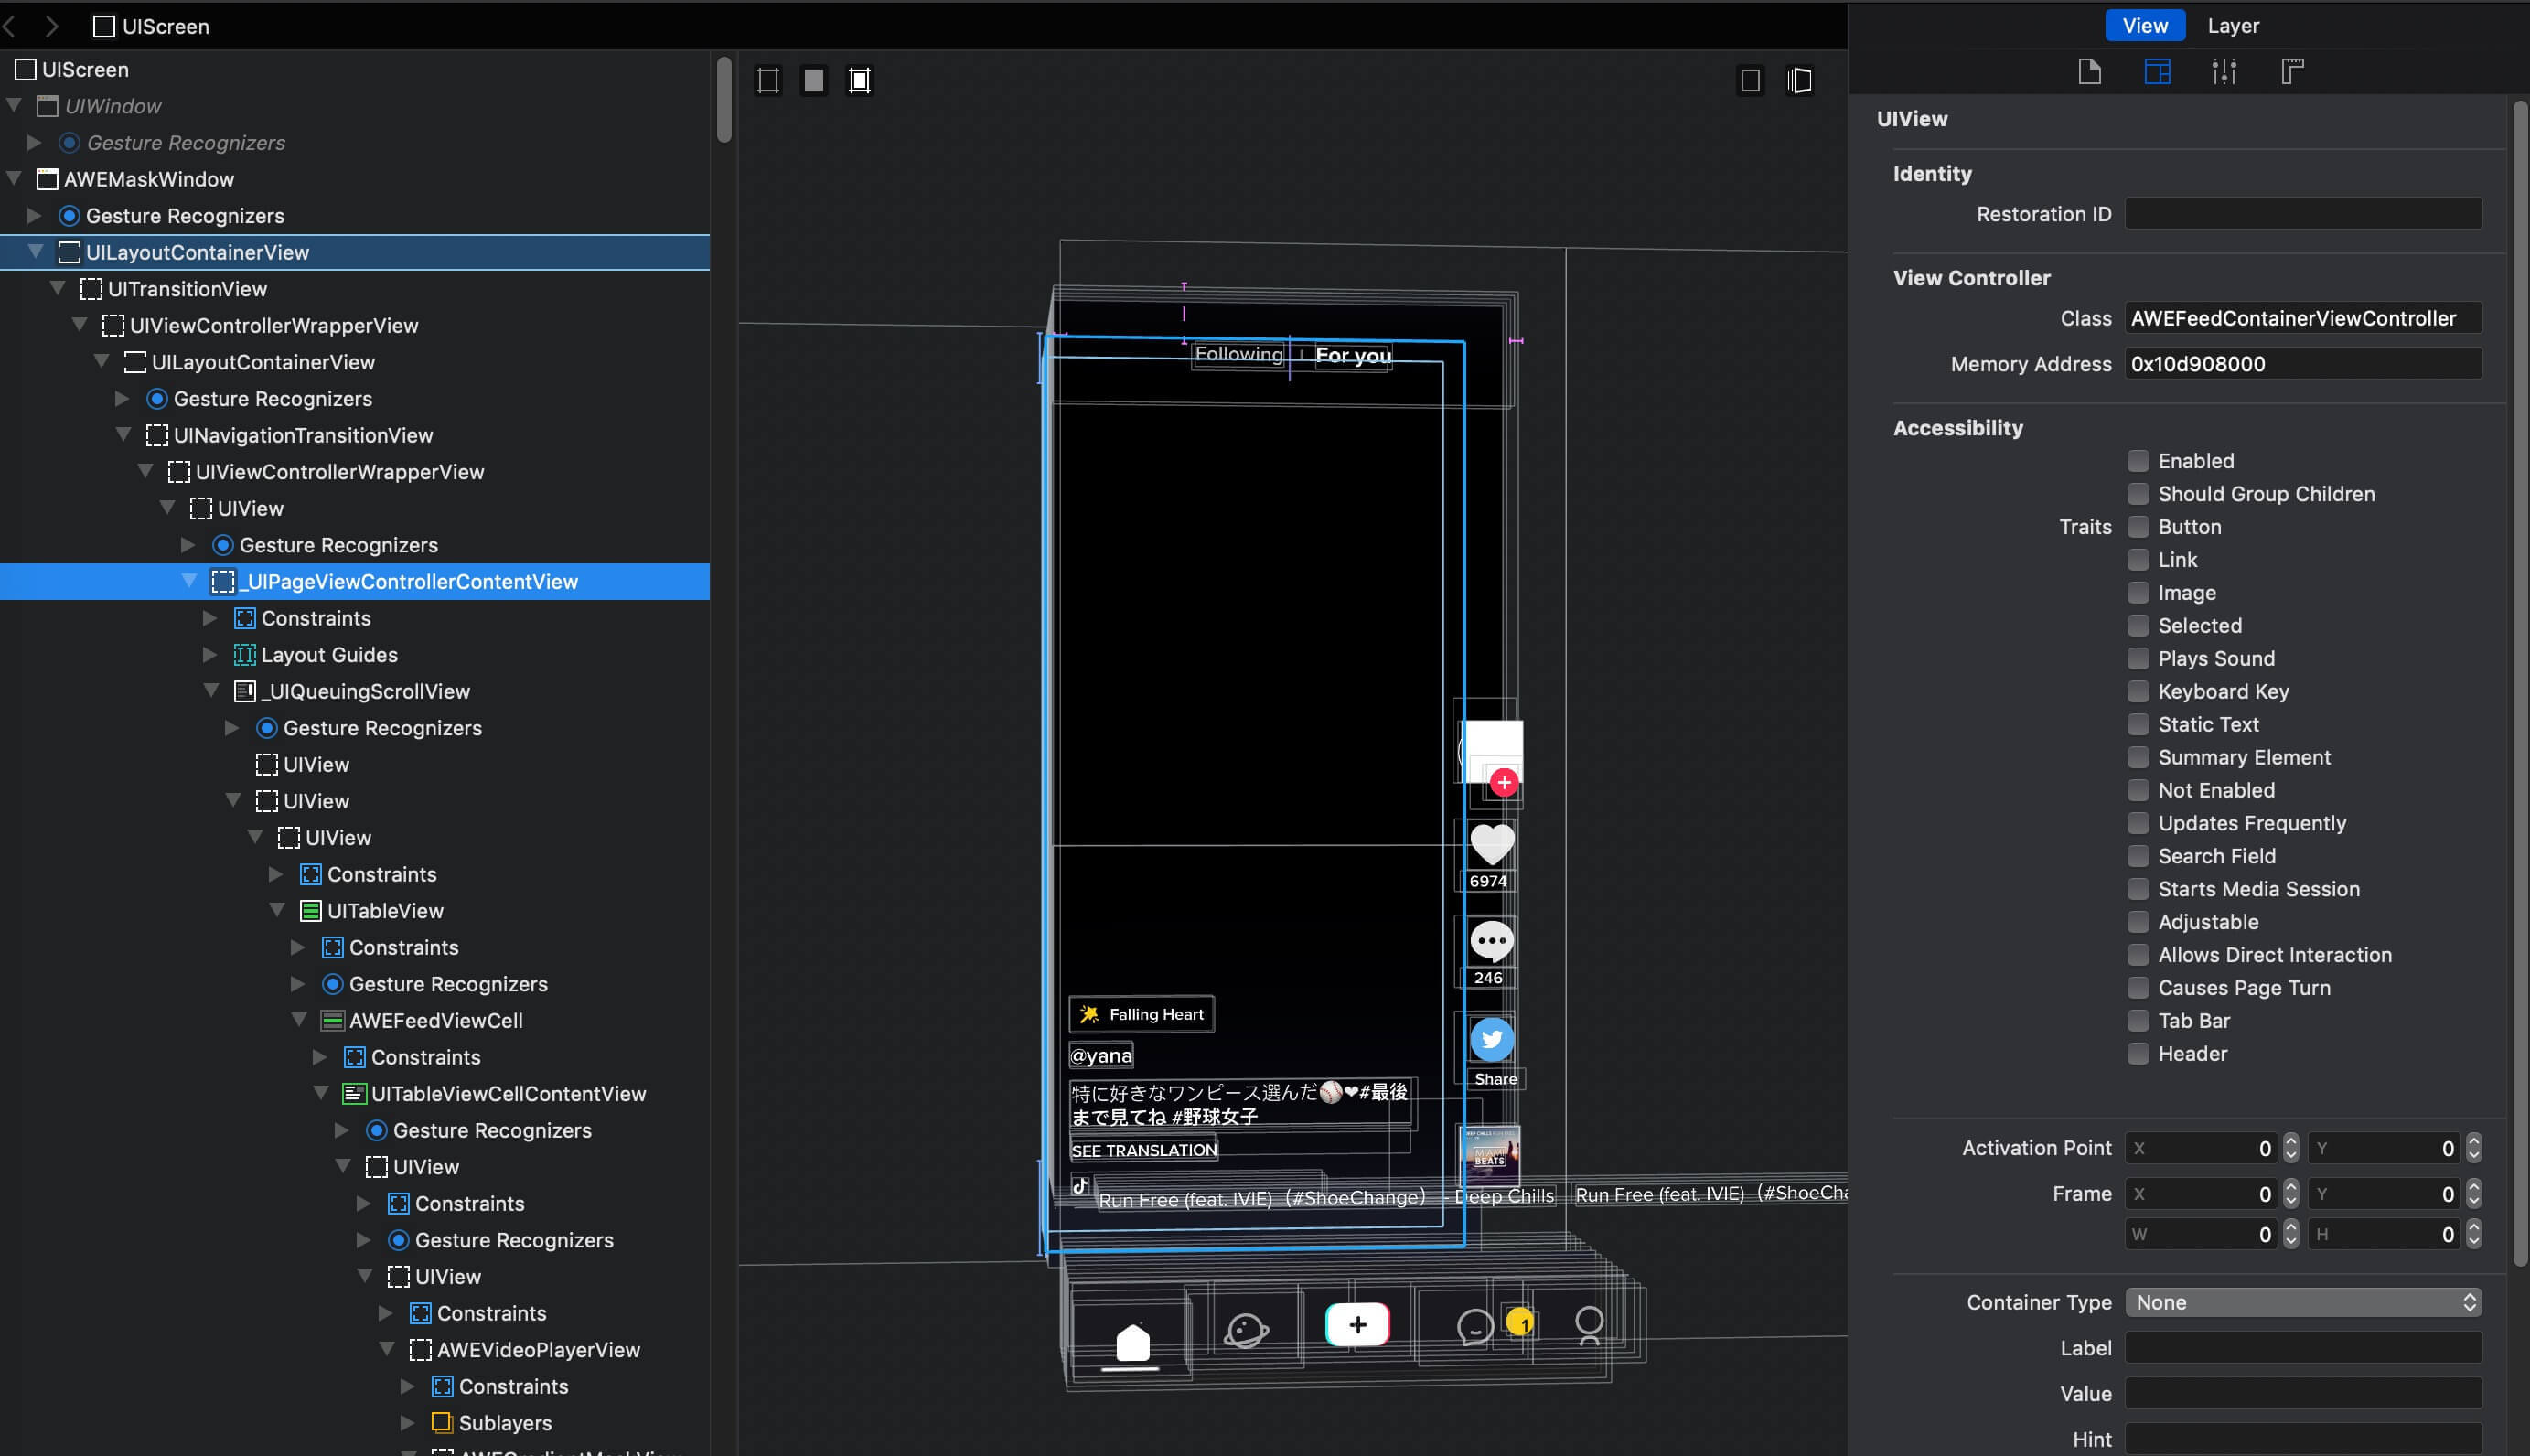 UIScreen
UIScreen
UIWindow
Gesture Recognizers
AWEMaskWindow
Gesture Recognizers
UILayoutContainerView
UITransitionView
UIViewControllerWrapperView
UILayoutContainerView
Gesture Recognizers
UINavigationTransitionView
UIViewControllerWrapperView
UIView
Gesture Recognizers
_UIPageViewControllerContentView
Constraints
Layout Guides
_UIQueuingScrollView
Gesture Recognizers
UIView
UIView
UIView
Constraints
UITableView
Constraints
Gesture Recognizers
AWEFeedViewCell
Constraints
UITableViewCellContentView
Gesture Recognizers
UIView
Constraints
Gesture Recognizers
UIView
Constraints
AWEVideoPlayerView
Constraints
Sublayers
Following For you
6974
246
Share
Falling Heart
@yana
特に好きなワンピース選んだ⚾❤#最後
まで見てね #野球女子
SEE TRANSLATION
MIAMI
BEATS
Run Free (feat. IVIE)（#ShoeChange） - Deep Chills Run Free (feat. IVIE)（#ShoeCha
1
View Layer
UIView
Identity
Restoration ID
View Controller
Class AWEFeedContainerViewController
Memory Address 0x10d908000
Accessibility
Enabled
Should Group Children
Traits Button
Link
Image
Selected
Plays Sound
Keyboard Key
Static Text
Summary Element
Not Enabled
Updates Frequently
Search Field
Starts Media Session
Adjustable
Allows Direct Interaction
Causes Page Turn
Tab Bar
Header
Activation Point X 0 Y 0
Frame X 0 Y 0
W 0 H 0
Container Type None
Label
Value
Hint